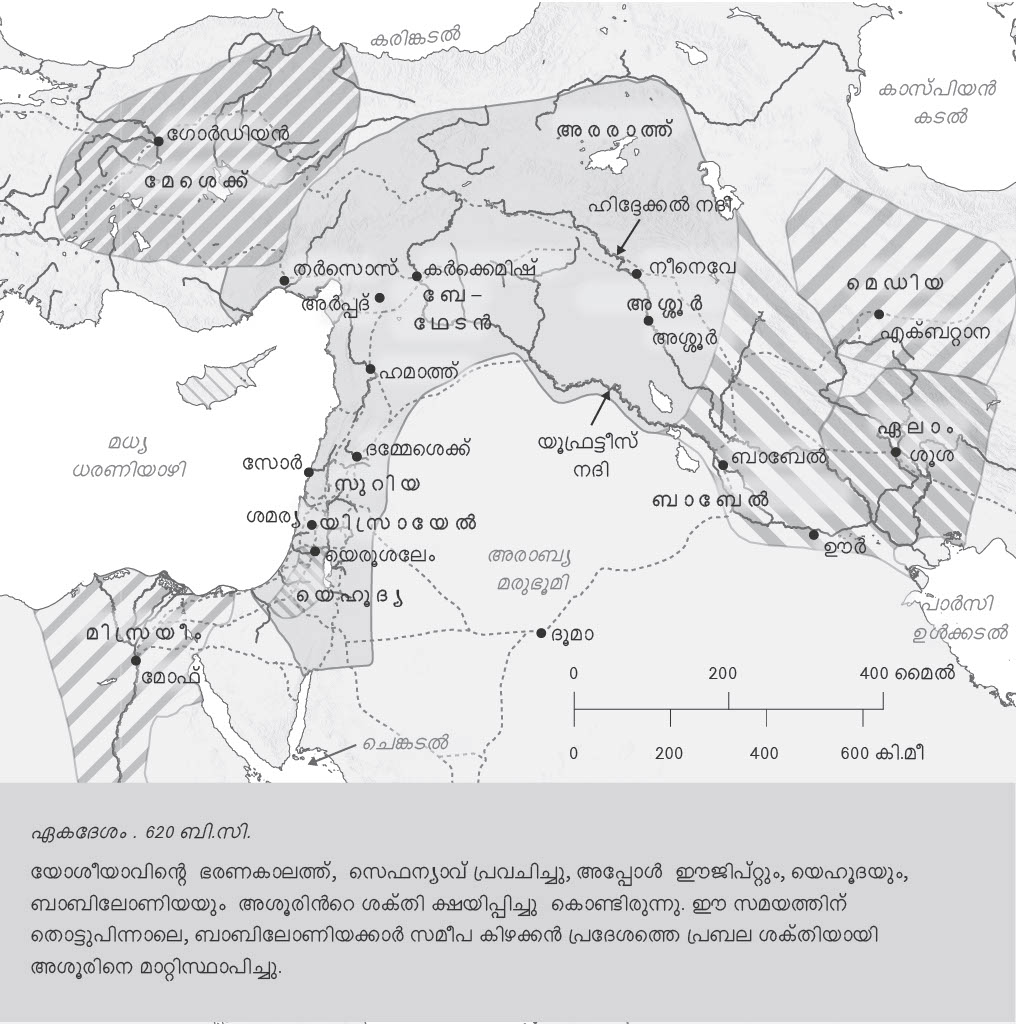 കരിങ്കടൽ
കാസ്പിയൻ
കടൽ
ഗോർഡിയൻ
മേശെക്ക്
അരരാത്ത്
ഹിദ്ദേക്കൽ നദി
തർസൊസ്
കർക്കെമിഷ്
നീനെവേ
അർപ്പദ്
ബേ–
ഥേടൻ
അശ്ശൂർ
അശ്ശൂർ
മെഡിയ
എക്ബറ്റാന
ഹമാത്ത്
മധ്യ
ധരണിയാഴി
യൂഫ്രട്ടീസ്
നദി
ഏലാം
ശൂശ
സോർ
ദമ്മേശെക്ക്
സുറിയ
ബാബേൽ
ബാബേൽ
ശമര്യ
യിസ്രായേൽ
യെരൂശലേം
ഊർ
അരാബ്യ
മരുഭൂമി
യെഹൂദ്യ
പാർസി
ഉൾക്കടൽ
മിസ്രയീം
മോഫ്
ദൂമാ
ചെങ്കടൽ
0 200 400 മൈൽ
0 200 400 600 കി.മീ
ഏകദേശം . 620 ബി.സി.
യോശീയാവിന്റെ ഭരണകാലത്ത്, സെഫന്യാവ് പ്രവചിച്ചു, അപ്പോൾ ഈജിപ്റ്റും, യെഹൂദയും,
ബാബിലോണിയയും അശൂരിൻറെ ശക്തി ക്ഷയിപ്പിച്ചു കൊണ്ടിരുന്നു. ഈ സമയത്തിന്
തൊട്ടുപിന്നാലെ, ബാബിലോണിയക്കാർ സമീപ കിഴക്കൻ പ്രദേശത്തെ പ്രബല ശക്തിയായി
അശൂരിനെ മാറ്റിസ്ഥാപിച്ചു.